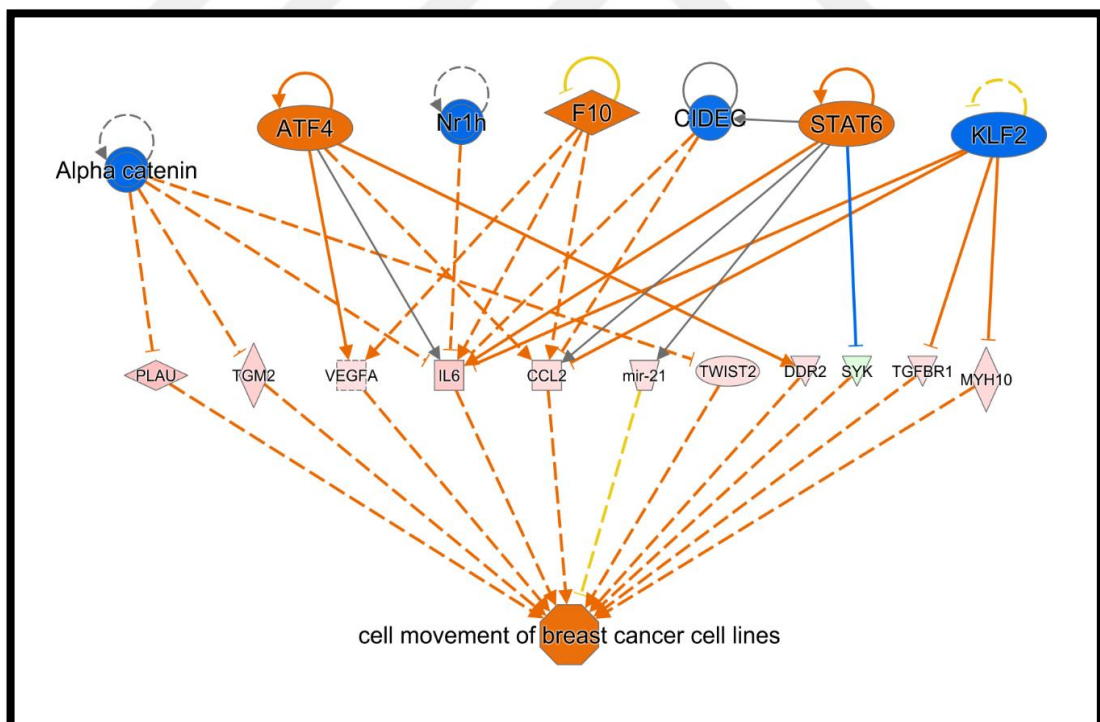 Alpha catenin
ATF4
Nr1h
F10
CIDEC
STAT6
KLF2
PLAU
TGM2
VEGFA
IL6
CCL2
mir-21
TWIST2
DDR2
SYK
TGFBR1
MYH10
cell movement of breast cancer cell lines